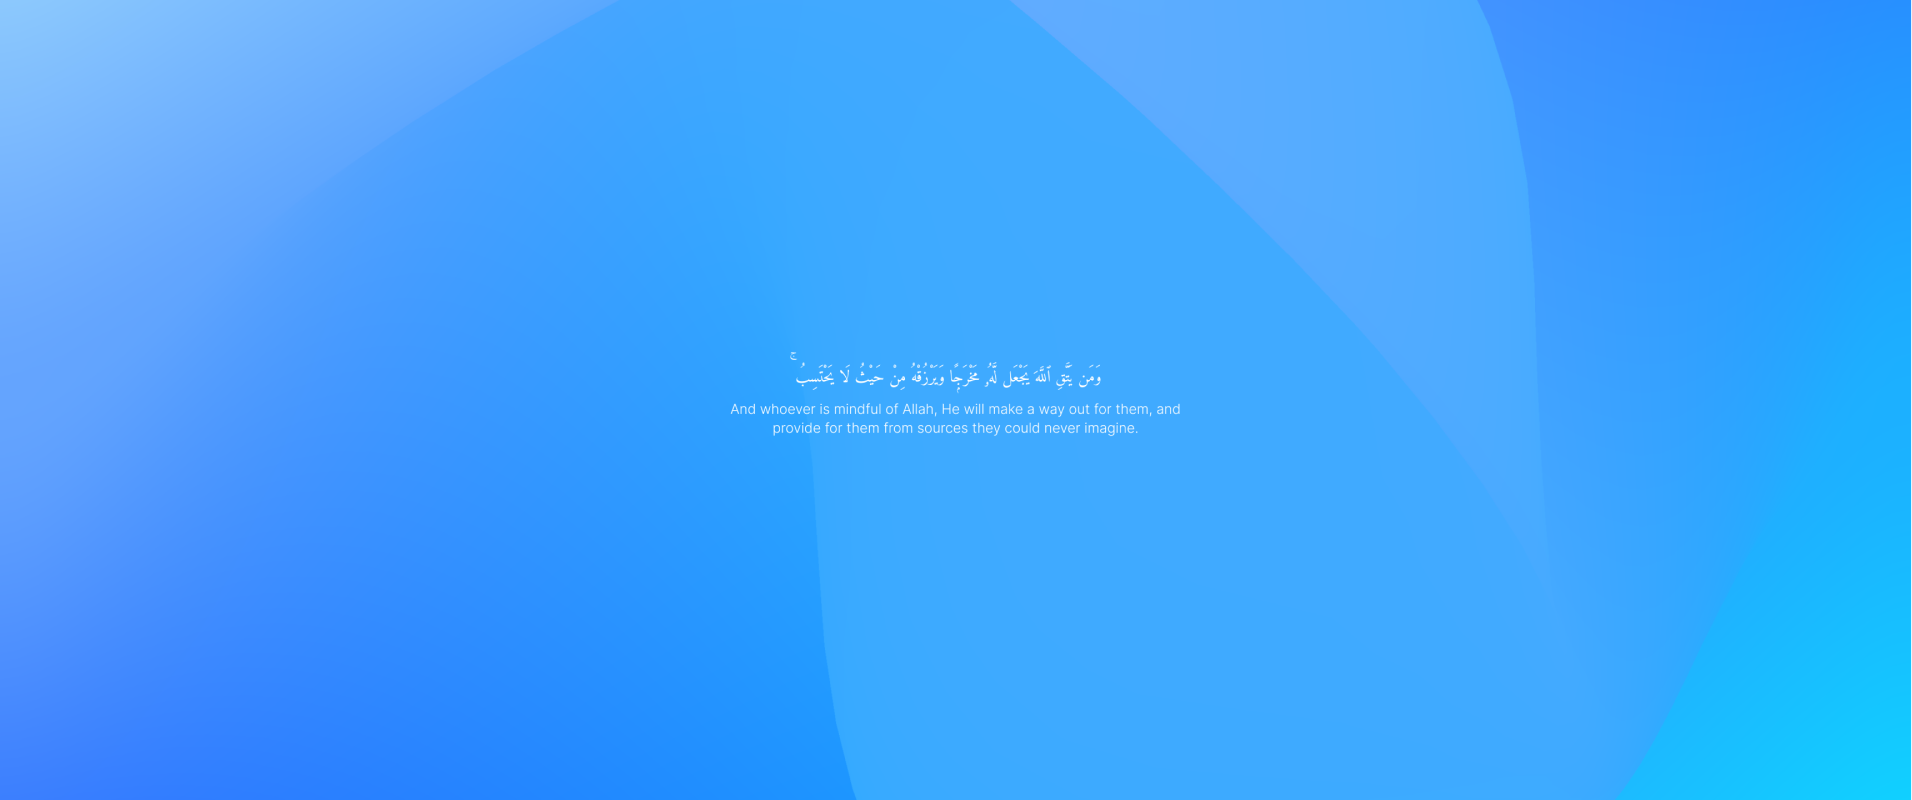 وَمَن يَتَّقِ ٱللَّهَ يَجْعَل لَّهُۥ مَخْرَجًۭا وَيَرْزُقْهُ مِنْ حَيْثُ لَا يَحْتَسِبُ ۚ
And whoever is mindful of Allah, He will make a way out for them, and
provide for them from sources they could never imagine.